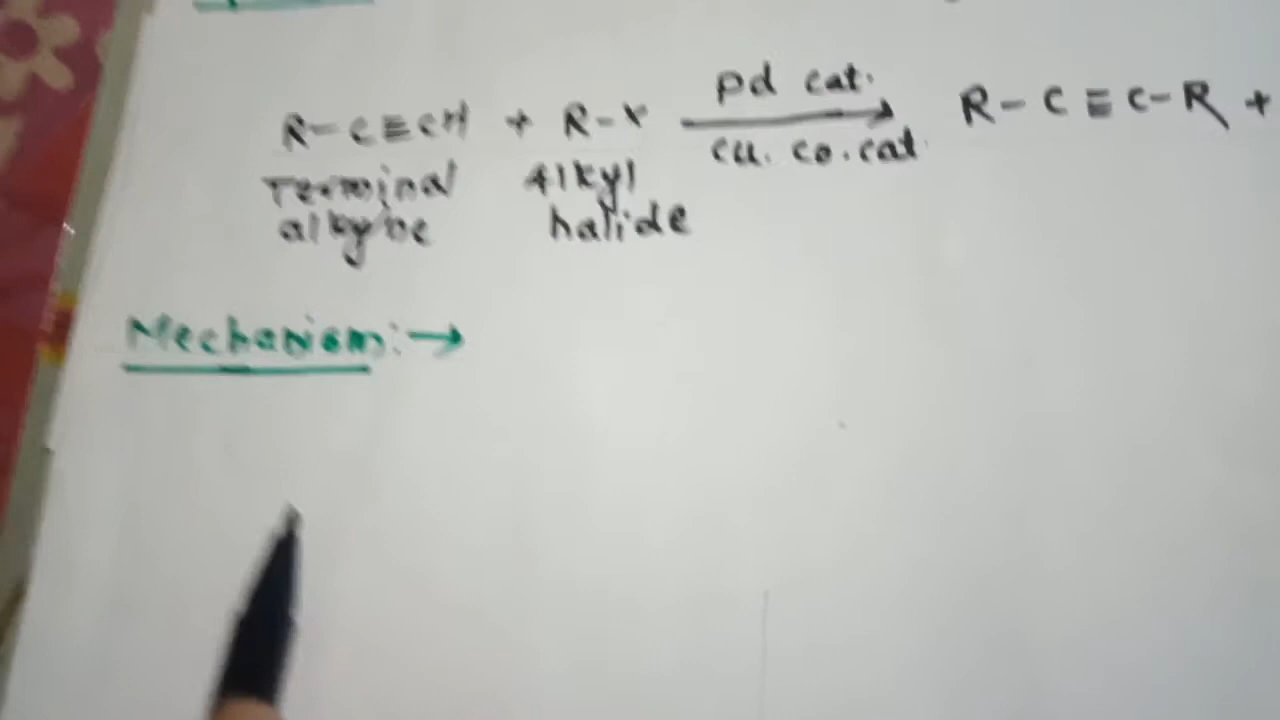 R-C≡CH + R-X pd cat. R-C≡C-R +
cu. co.cat.
Terminal Alkyl
alkyne halide
Mechanism:→